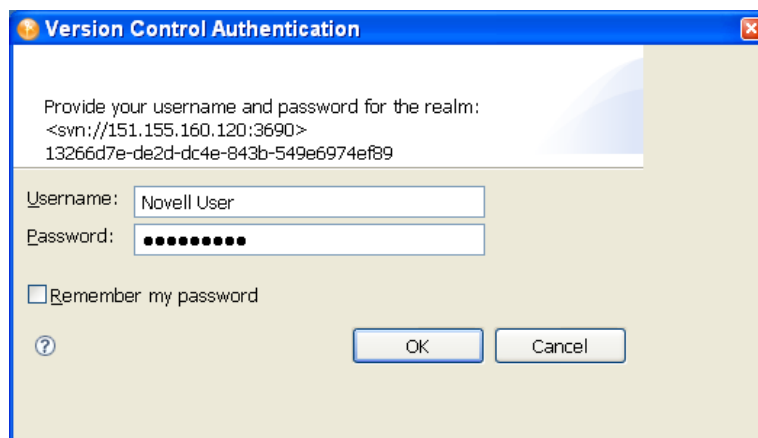 Version Control Authentication
Provide your username and password for the realm:
<svn://151.155.160.120:3690>
13266d7e-de2d-dc4e-843b-549e6974ef89
Username: Novell User
Password: ●●●●●●●●●
Remember my password
? OK Cancel